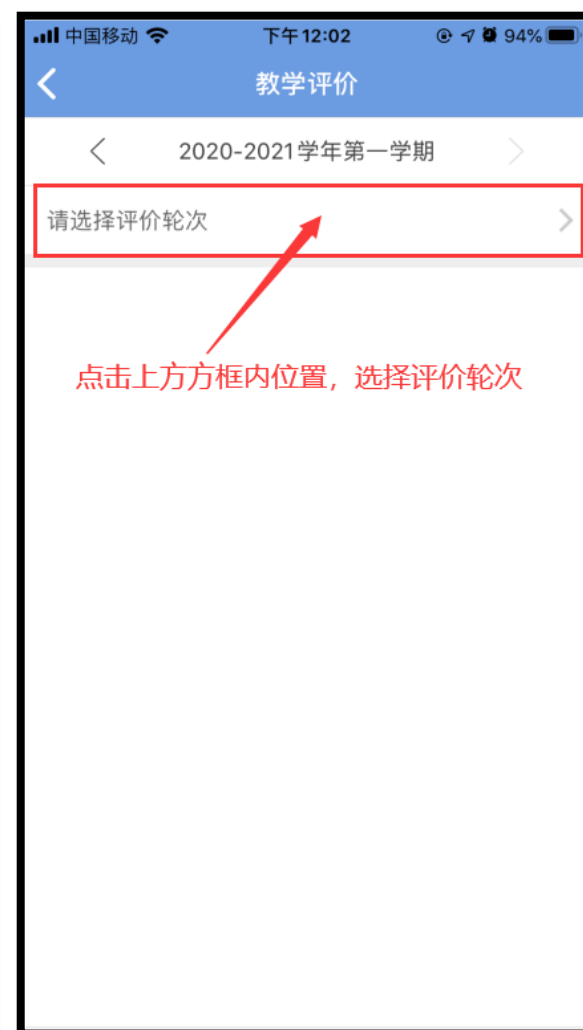 中国移动 下午12:02 94%
教学评价
2020-2021学年第一学期
请选择评价轮次
点击上方方框内位置，选择评价轮次